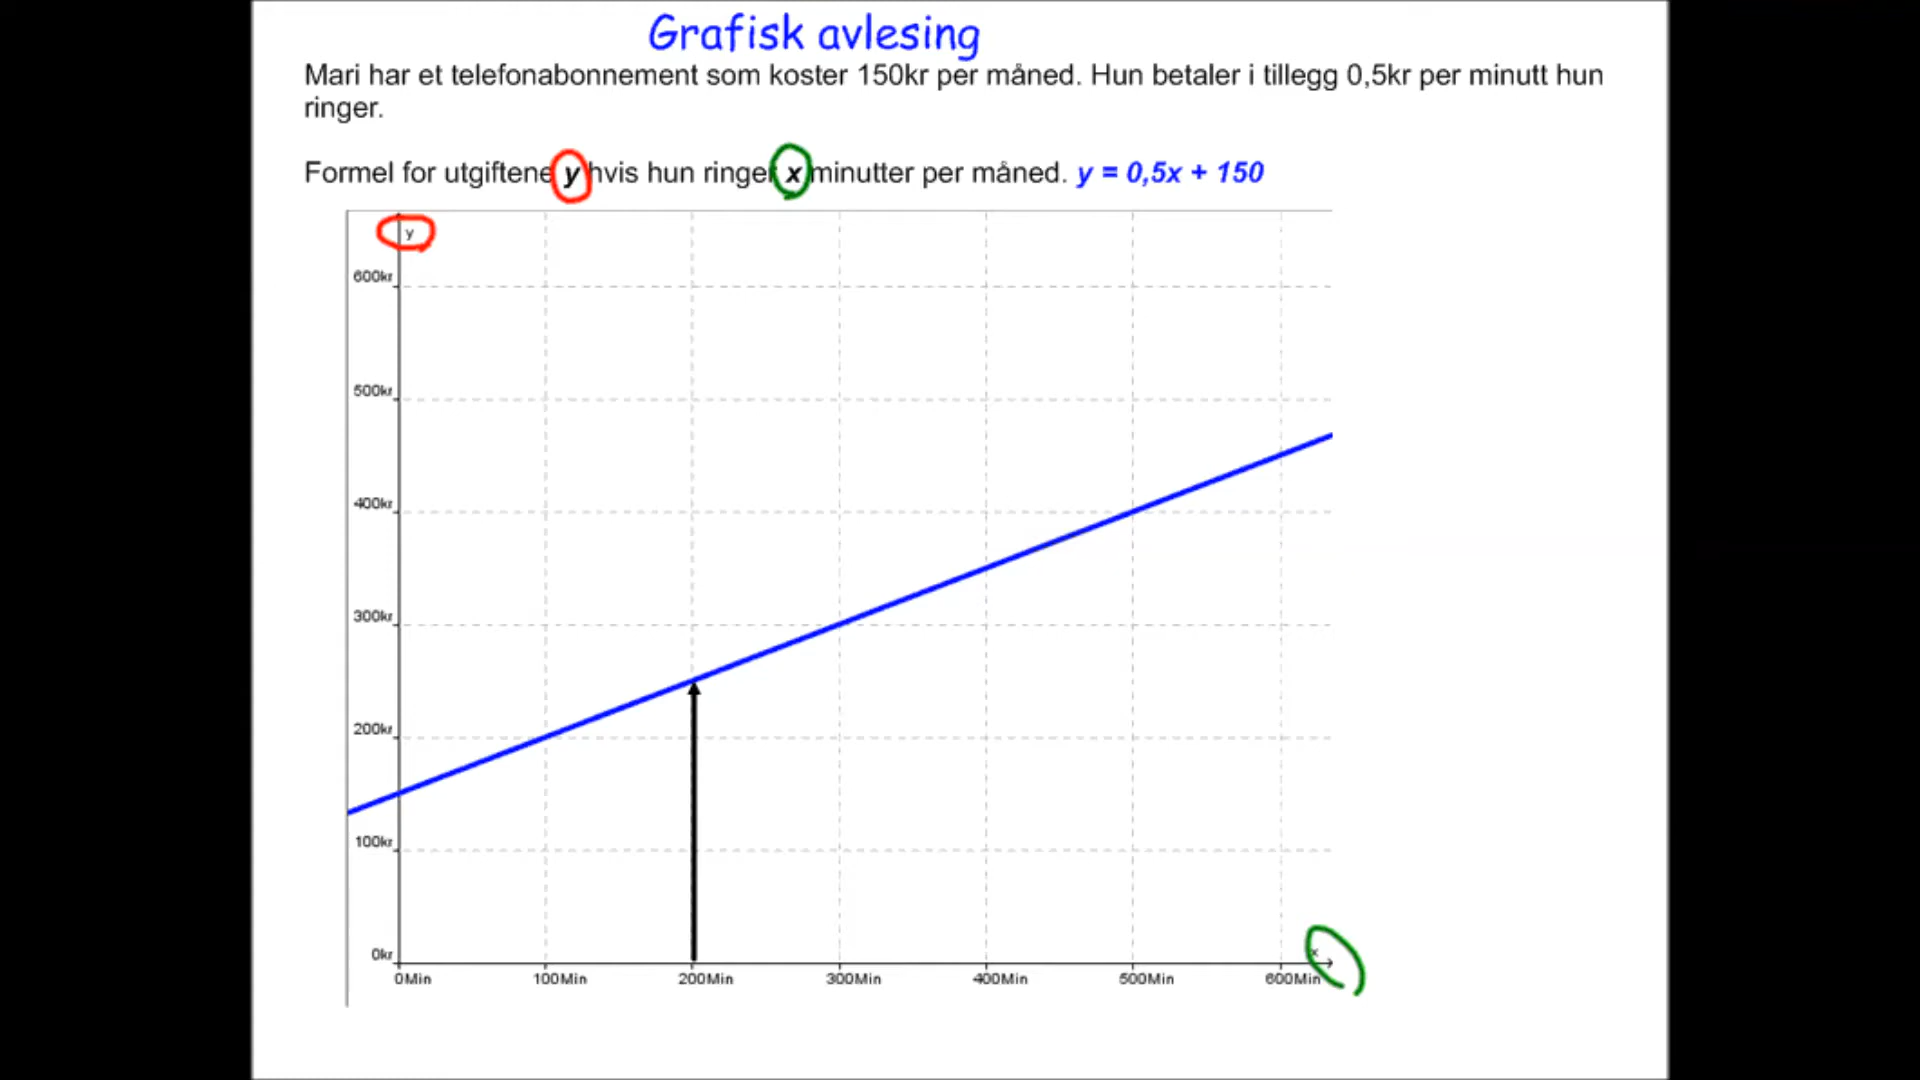 Grafisk avlesing
Mari har et telefonabonnement som koster 150kr per måned. Hun betaler i tillegg 0,5kr per minutt hun
ringer.
Formel for utgiftene y hvis hun ringer x minutter per måned. y = 0,5x + 150
y
600kr
500kr
400kr
300kr
200kr
100kr
0kr
x
0Min 100Min 200Min 300Min 400Min 500Min 600Min